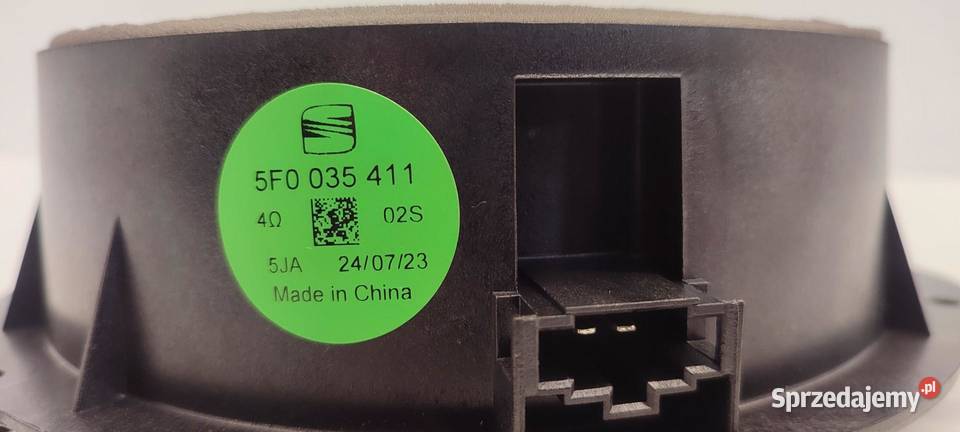 5F0 035 411
4Ω 02S
5JA 24/07/23
Made in China
Sprzedajemy.pl